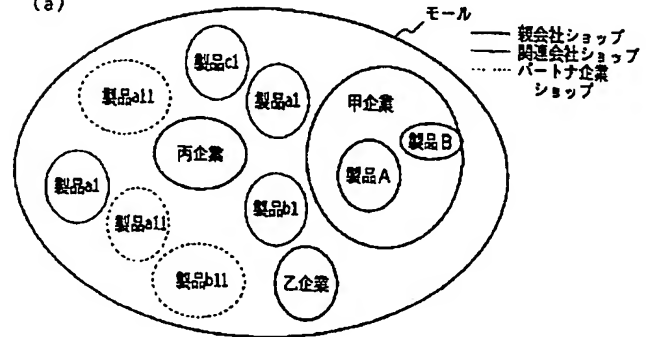 (a)
モール
親会社ショップ
関連会社ショップ
パートナ企業
ショップ
製品c1
製品a11
製品a1
甲企業
製品B
丙企業
製品A
製品a1
製品b1
製品a11
製品b11
乙企業